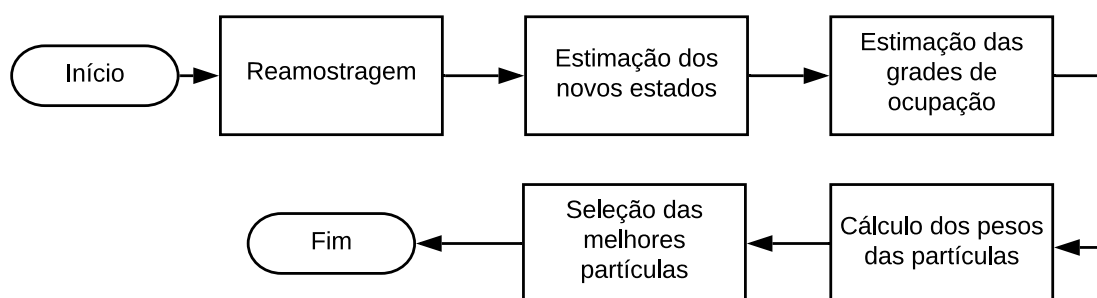 Início
Reamostragem
Estimação dos
novos estados
Estimação das
grades de
ocupação
Cálculo dos pesos
das partículas
Seleção das
melhores
partículas
Fim